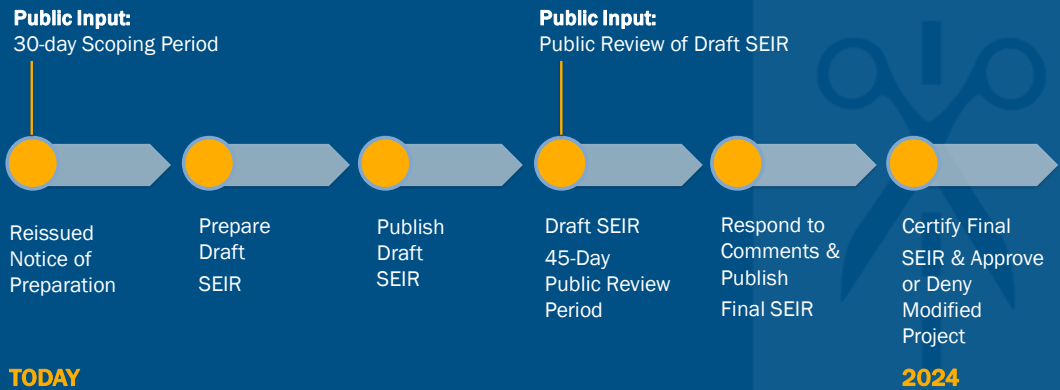 Public Input:
30-day Scoping Period
Public Input:
Public Review of Draft SEIR
Reissued
Notice of
Preparation
Prepare
Draft
SEIR
Publish
Draft
SEIR
Draft SEIR
45-Day
Public Review
Period
Respond to
Comments &
Publish
Final SEIR
Certify Final
SEIR & Approve
or Deny
Modified
Project
TODAY
2024